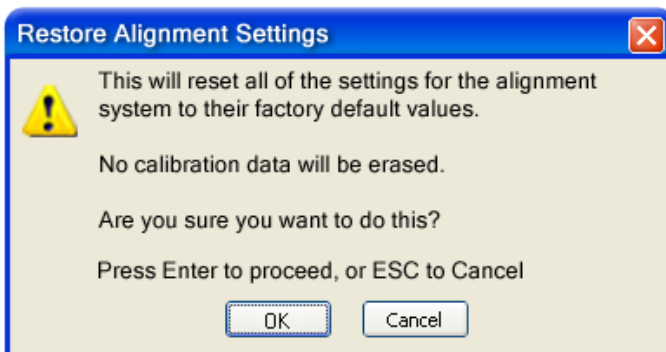 Restore Alignment Settings
This will reset all of the settings for the alignment
system to their factory default values.
No calibration data will be erased.
Are you sure you want to do this?
Press Enter to proceed, or ESC to Cancel
OK
Cancel